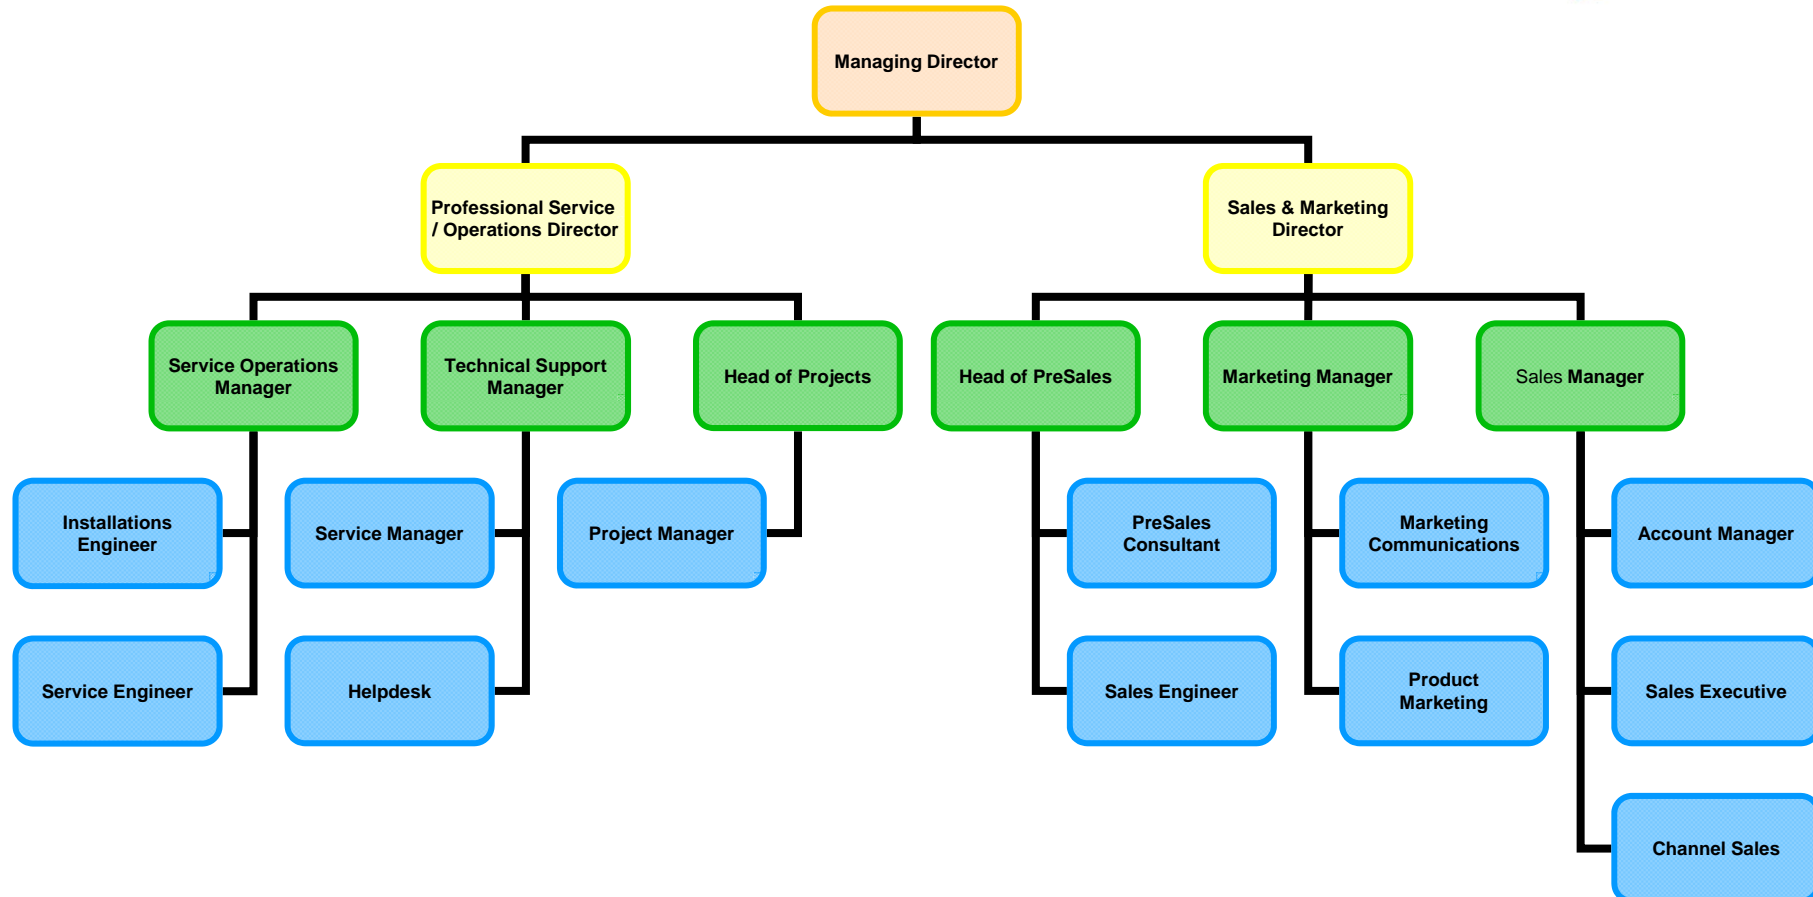 Managing Director
Professional Service
/ Operations Director
Sales & Marketing
Director
Service Operations
Manager
Technical Support
Manager
Head of Projects
Head of PreSales
Marketing Manager
Sales Manager
Installations
Engineer
Service Manager
Project Manager
PreSales
Consultant
Marketing
Communications
Account Manager
Service Engineer
Helpdesk
Sales Engineer
Product
Marketing
Sales Executive
Channel Sales